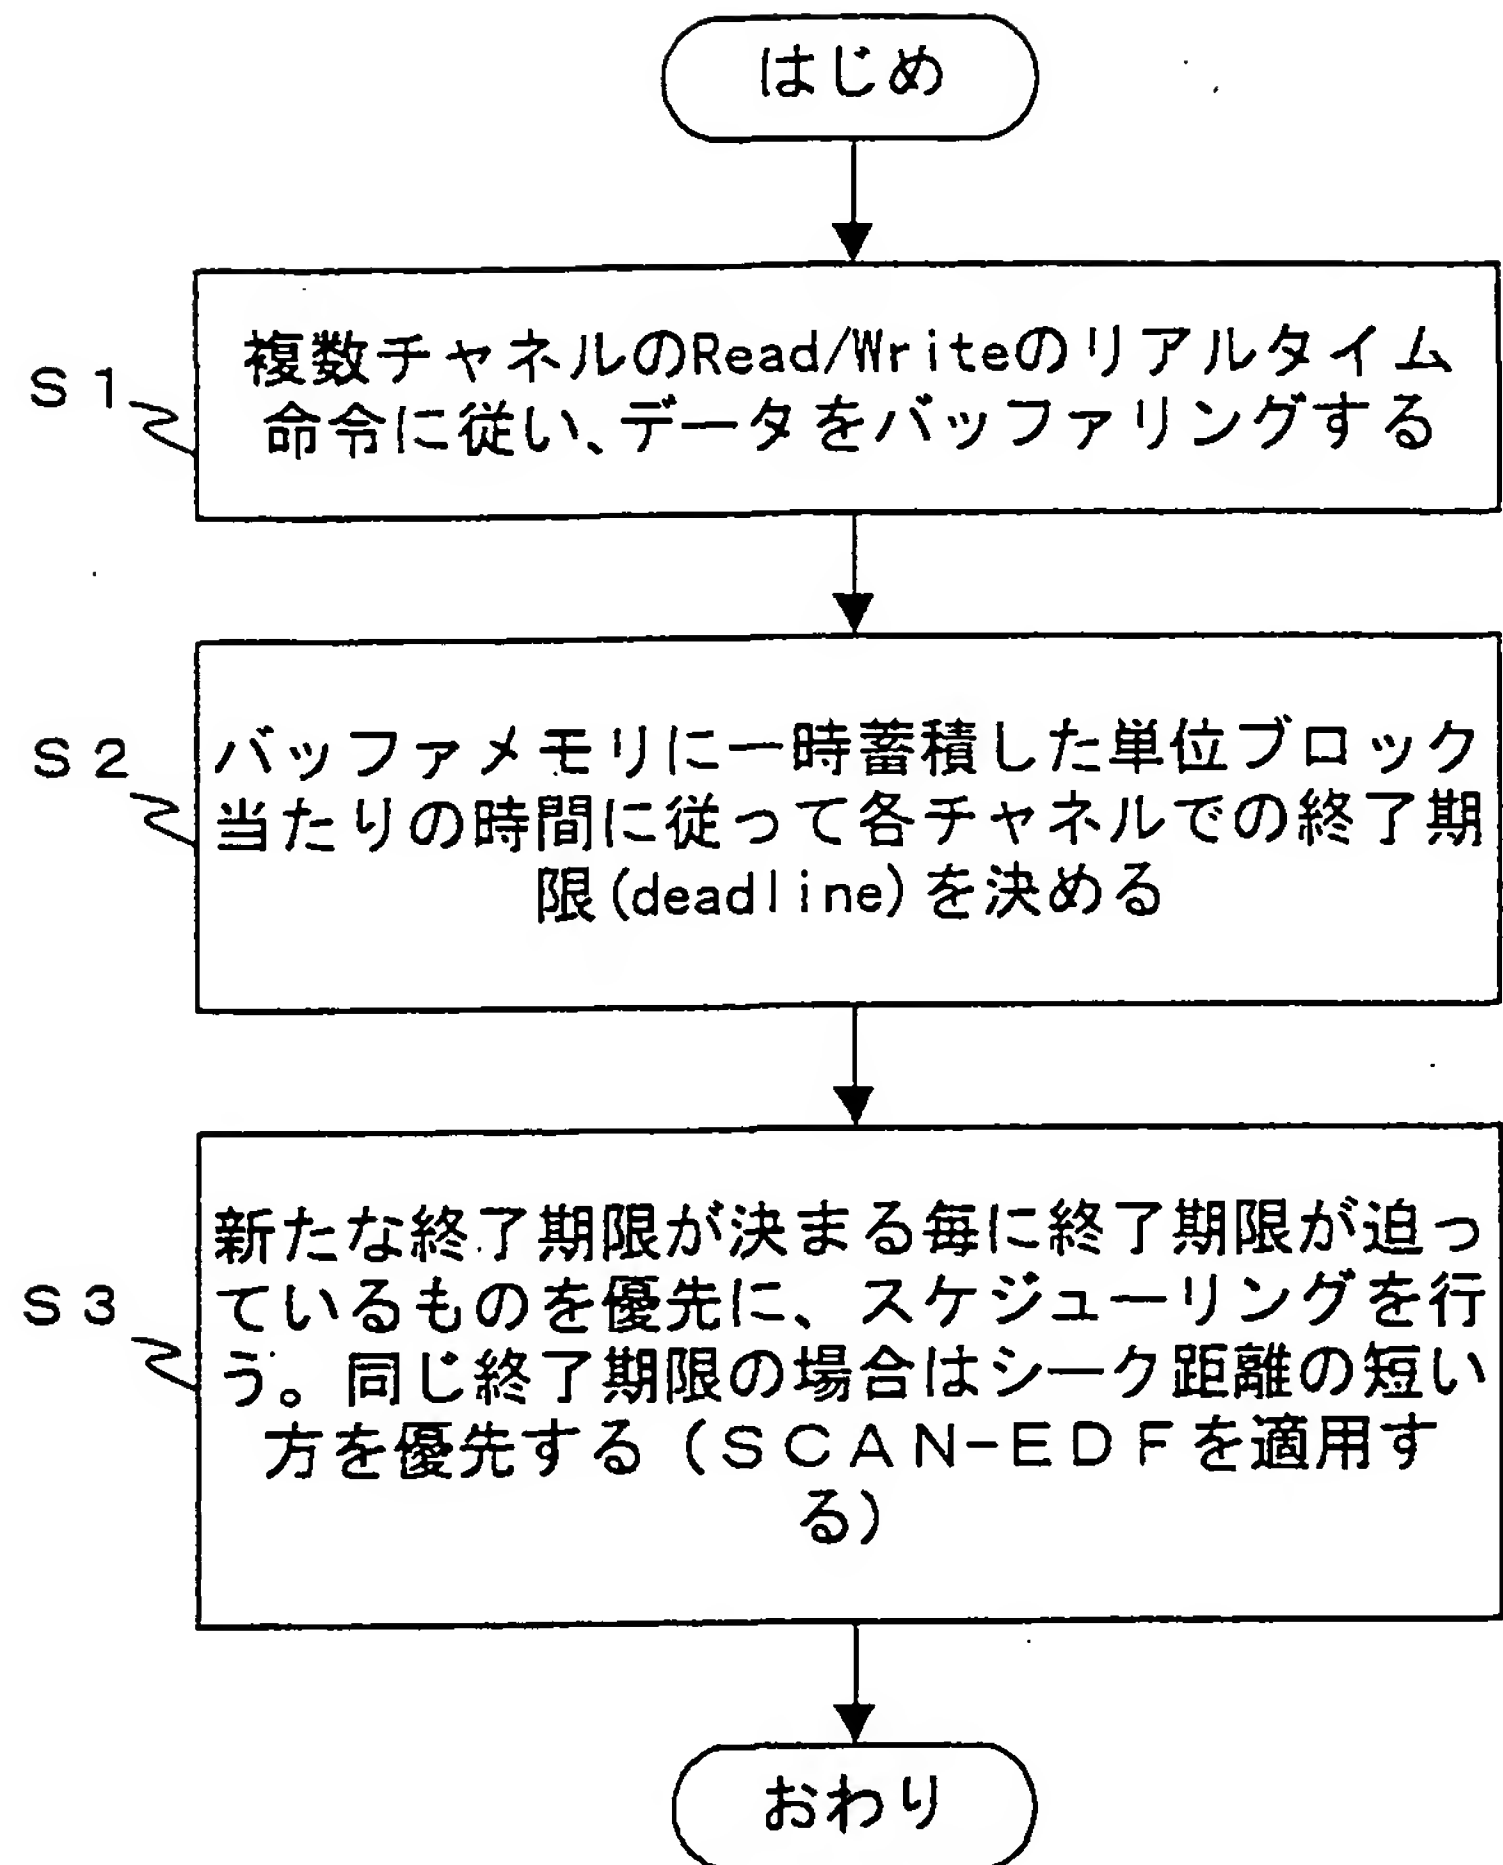 はじめ
S1
複数チャネルのRead/Writeのリアルタイム
命令に従い、データをバッファリングする
S2
バッファメモリに一時蓄積した単位ブロック
当たりの時間に従って各チャネルでの終了期
限(deadline)を決める
S3
新たな終了期限が決まる毎に終了期限が迫っ
ているものを優先に、スケジューリングを行
う。同じ終了期限の場合はシーク距離の短い
方を優先する(SCAN-EDFを適用す
る)
おわり